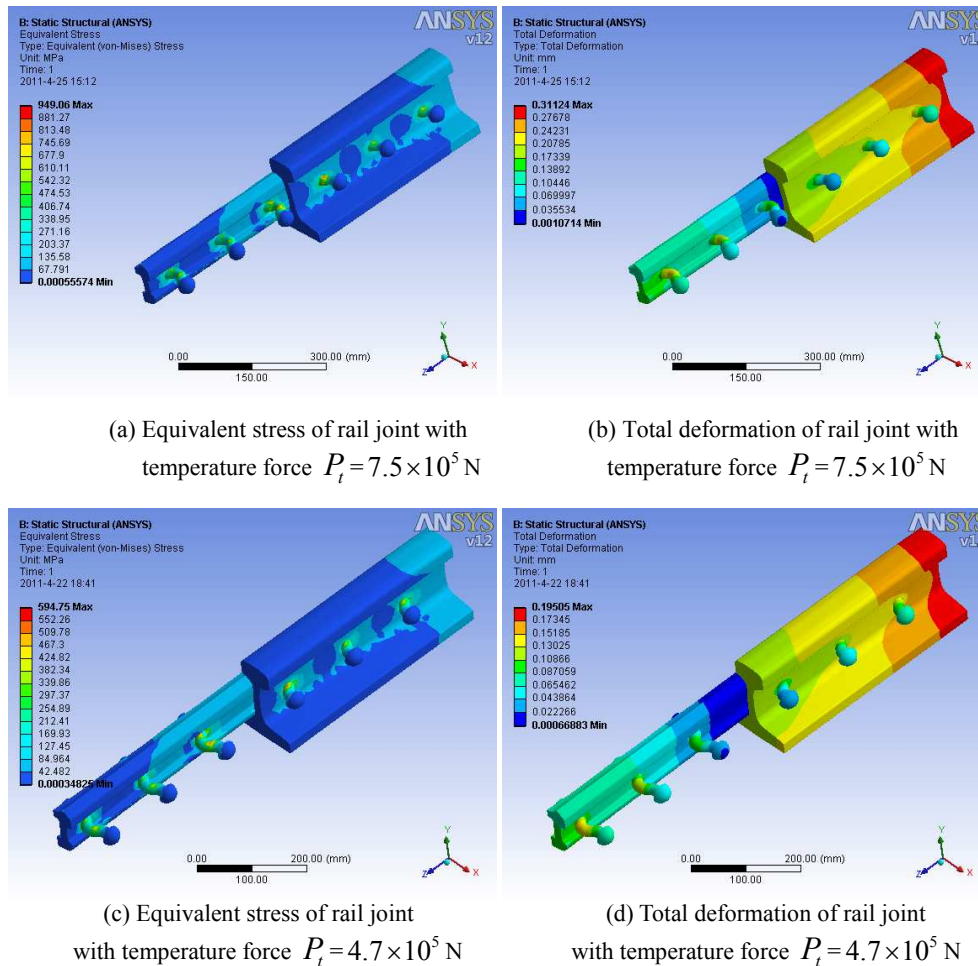 B: Static Structural (ANSYS)
Equivalent Stress
Type: Equivalent (von-Mises) Stress
Unit: MPa
Time: 1
2011-4-25 15:12
949.06 Max
881.27
813.48
745.69
677.9
610.11
542.32
474.53
406.74
338.95
271.16
203.37
135.58
67.791
0.00055574 Min
ANSYS
v12
0.00
300.00 (mm)
150.00
Y
X
Z
B: Static Structural (ANSYS)
Total Deformation
Type: Total Deformation
Unit: mm
Time: 1
2011-4-25 15:12
0.31124 Max
0.27678
0.24231
0.20785
0.17339
0.13892
0.10446
0.069997
0.035534
0.0010714 Min
ANSYS
v12
0.00
300.00 (mm)
150.00
Y
X
Z
(a) Equivalent stress of rail joint with
temperature force P_t = 7.5×10^5 N
(b) Total deformation of rail joint with
temperature force P_t = 7.5×10^5 N
B: Static Structural (ANSYS)
Equivalent Stress
Type: Equivalent (von-Mises) Stress
Unit: MPa
Time: 1
2011-4-22 18:41
594.75 Max
552.26
509.78
467.3
424.82
382.34
339.86
297.37
254.89
212.41
169.93
127.45
84.964
42.482
0.00034825 Min
ANSYS
v12
0.00
200.00 (mm)
100.00
Y
X
Z
B: Static Structural (ANSYS)
Total Deformation
Type: Total Deformation
Unit: mm
Time: 1
2011-4-22 18:41
0.19505 Max
0.17345
0.15185
0.13025
0.10866
0.087059
0.065462
0.043864
0.022266
0.00066883 Min
ANSYS
v12
0.00
200.00 (mm)
100.00
Y
X
Z
(c) Equivalent stress of rail joint
with temperature force P_t = 4.7×10^5 N
(d) Total deformation of rail joint
with temperature force P_t = 4.7×10^5 N